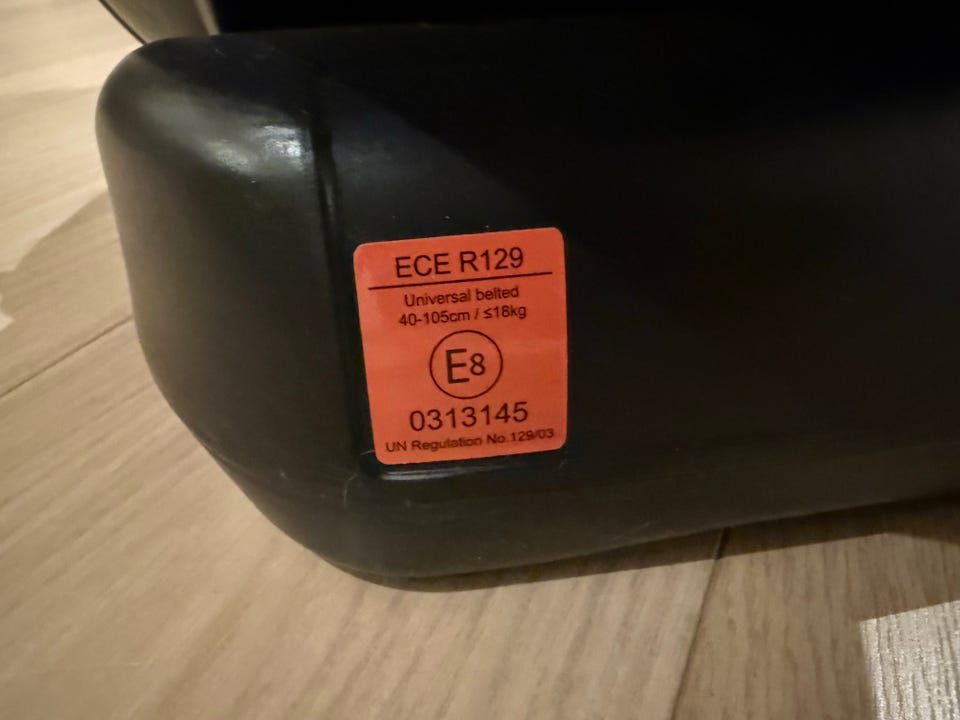 ECE R129
Universal belted
40-105cm / ≤18kg
E8
0313145
UN Regulation No.129/03